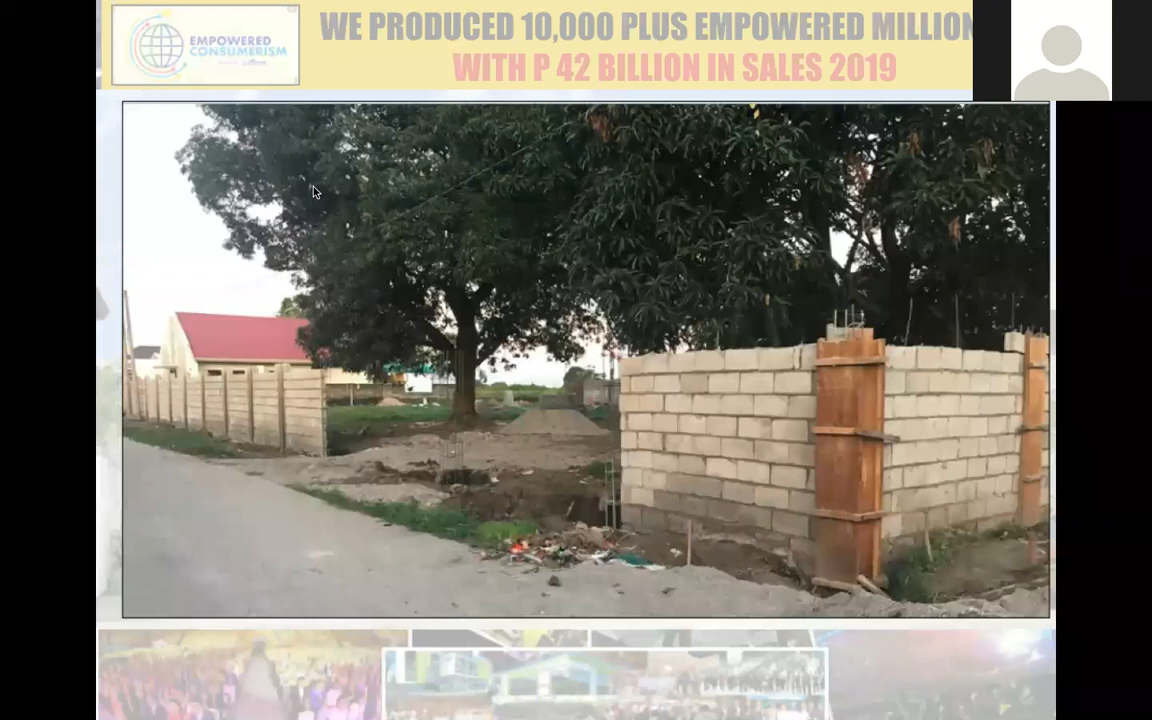 EMPOWERED
CONSUMERISM
WE PRODUCED 10,000 PLUS EMPOWERED MILLION
WITH P 42 BILLION IN SALES 2019